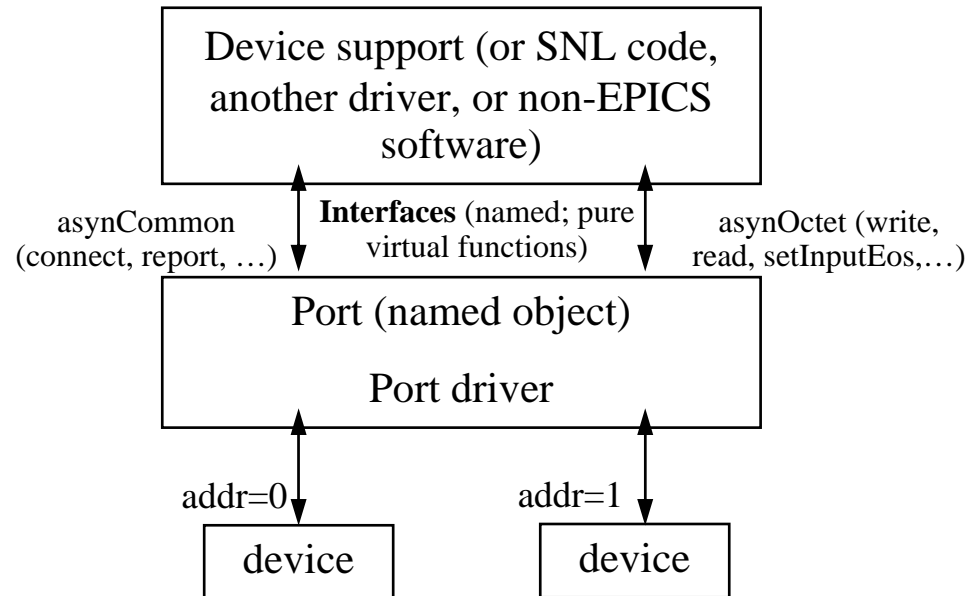 Device support (or SNL code,
another driver, or non-EPICS
software)
asynCommon
(connect, report, …)
Interfaces (named; pure
virtual functions)
asynOctet (write,
read, setInputEos,…)
Port (named object)
Port driver
addr=0
addr=1
device
device